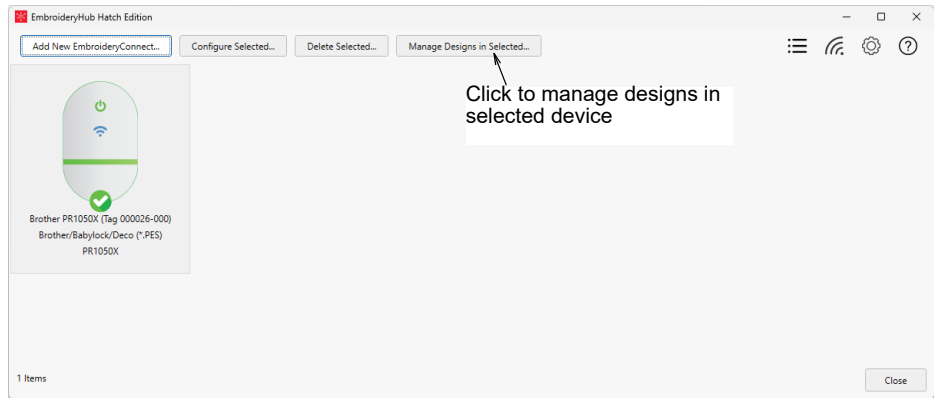 EmbroideryHub Hatch Edition
Add New EmbroideryConnect... Configure Selected... Delete Selected... Manage Designs in Selected...
Click to manage designs in
selected device
Brother PR1050X (Tag 000026-000)
Brother/Babylock/Deco (*.PES)
PR1050X
1 Items
Close